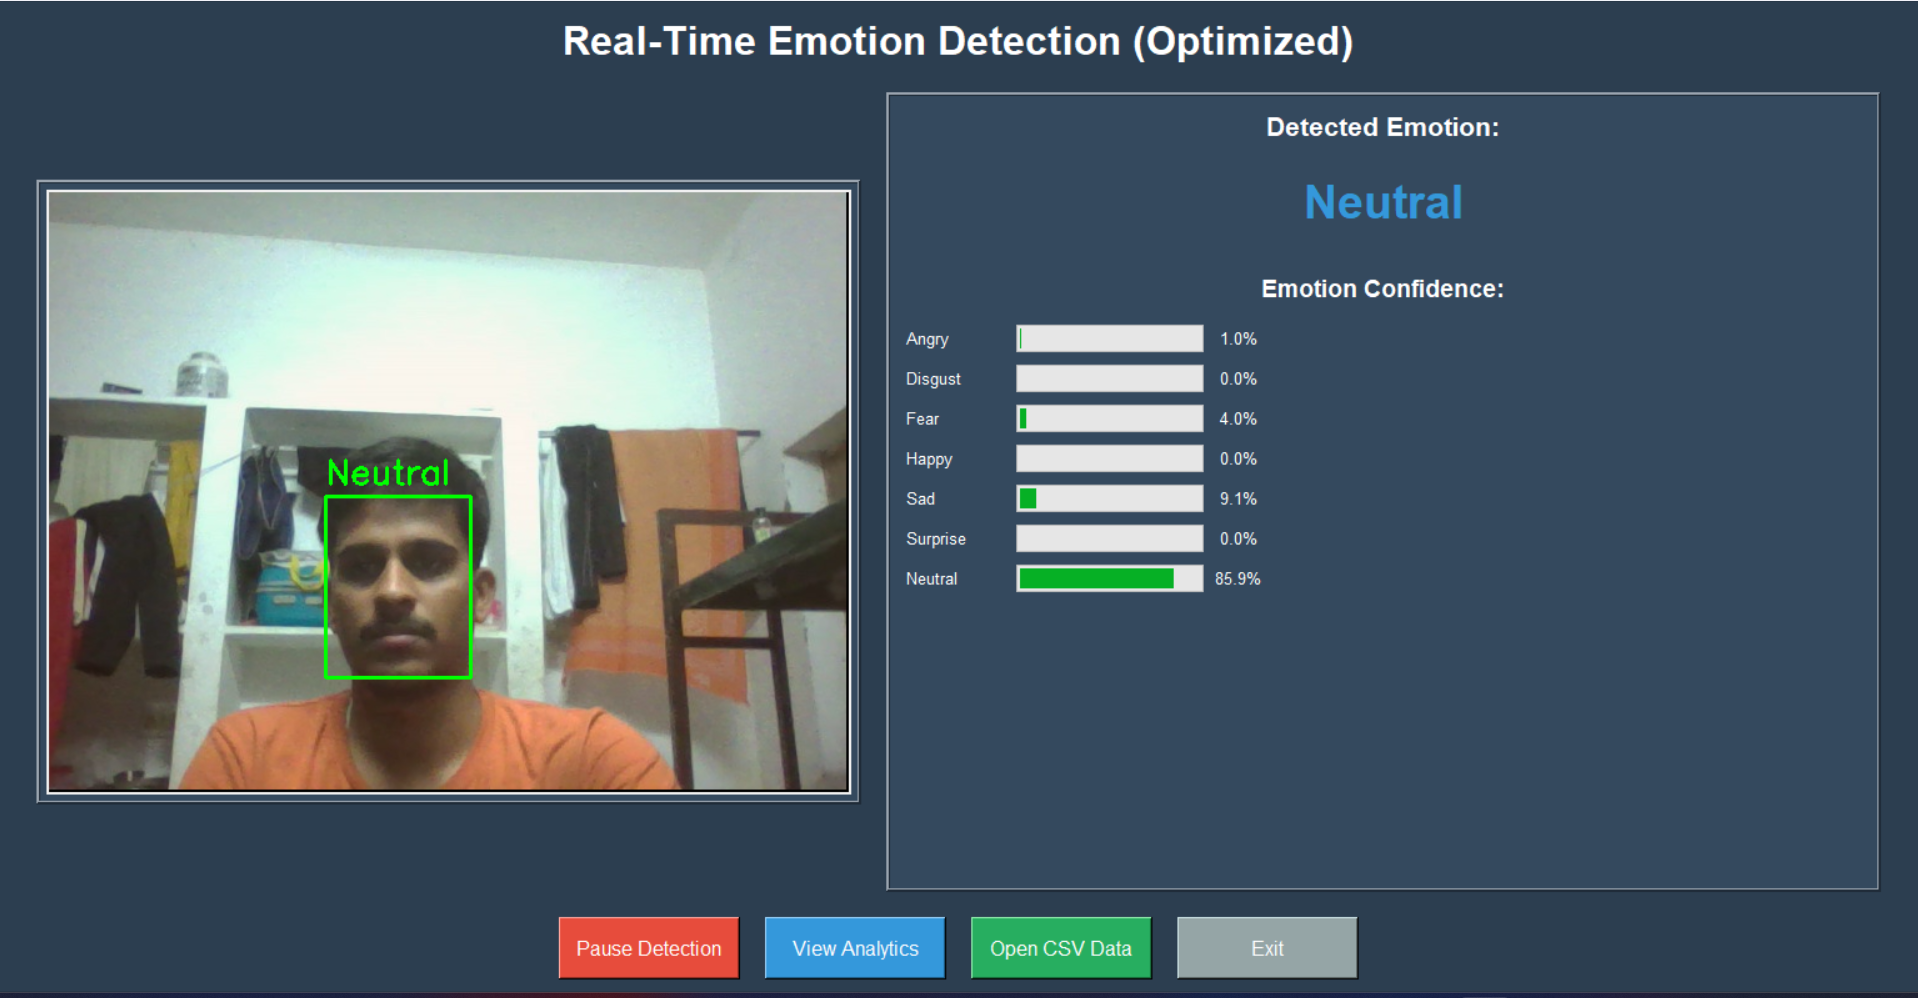 Real-Time Emotion Detection (Optimized)
Neutral
Detected Emotion:
Neutral
Emotion Confidence:
Angry 1.0%
Disgust 0.0%
Fear 4.0%
Happy 0.0%
Sad 9.1%
Surprise 0.0%
Neutral 85.9%
Pause Detection
View Analytics
Open CSV Data
Exit